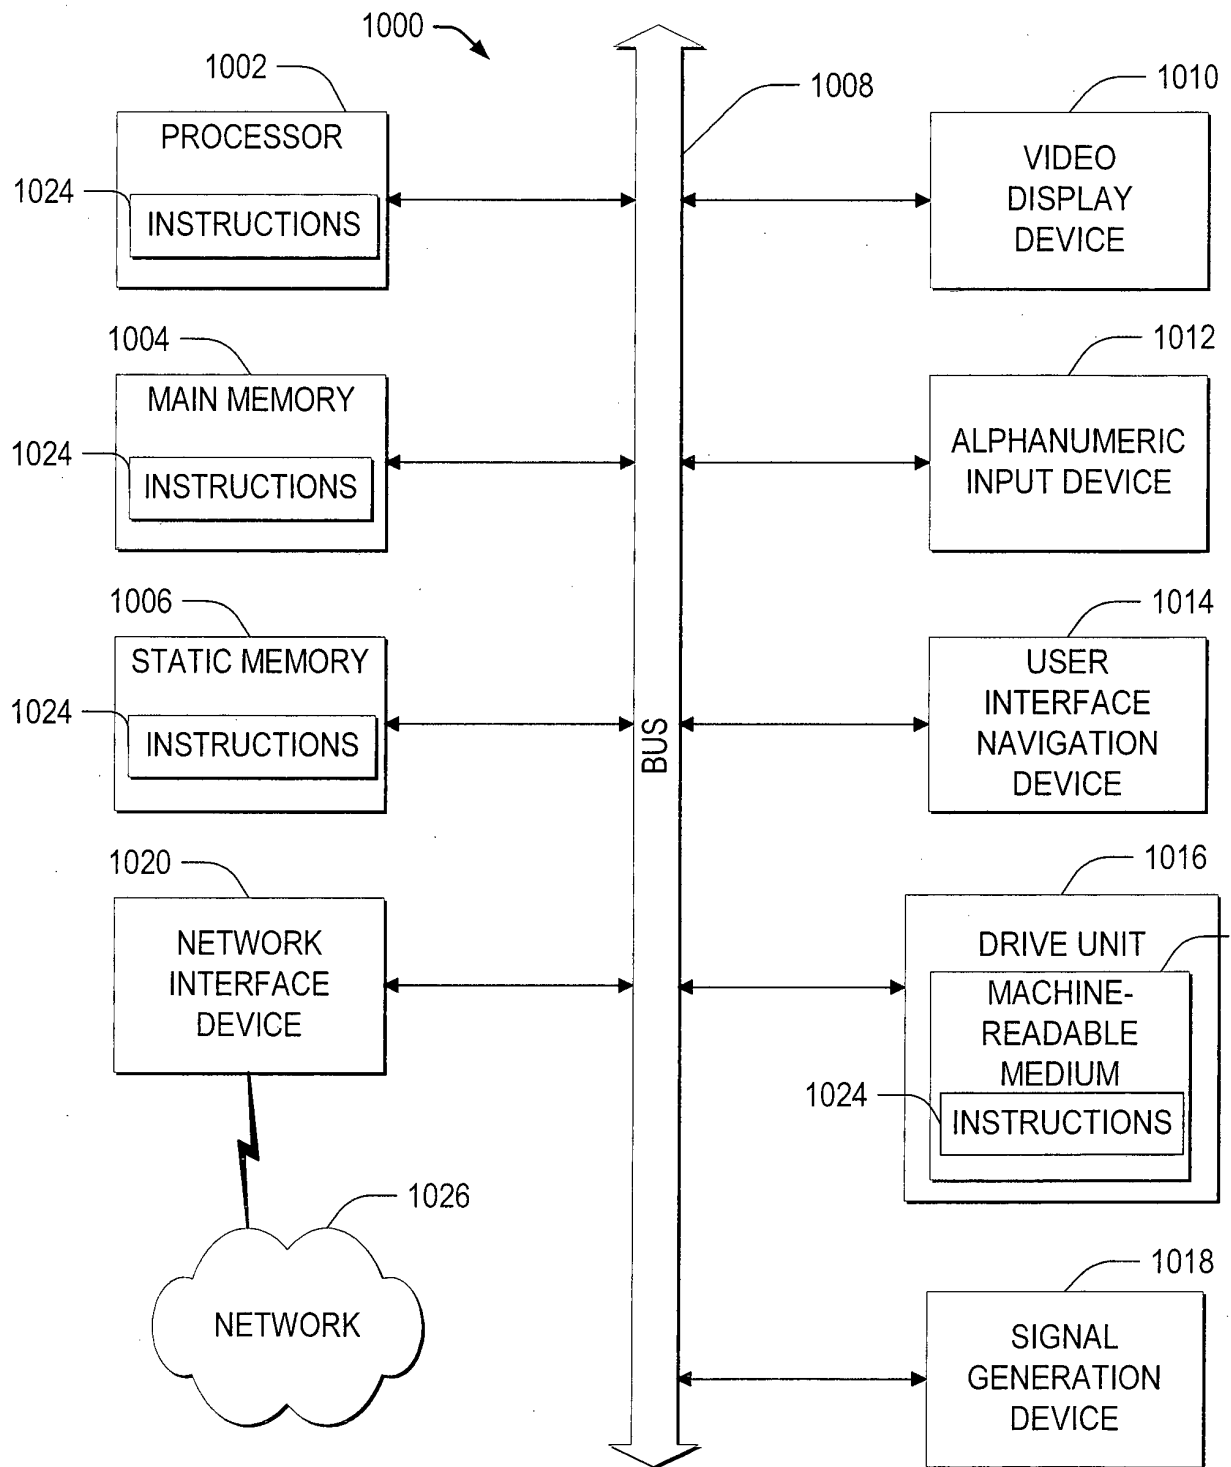 1000
1002
PROCESSOR
1024
INSTRUCTIONS
1004
MAIN MEMORY
1024
INSTRUCTIONS
1006
STATIC MEMORY
1024
INSTRUCTIONS
1020
NETWORK
INTERFACE
DEVICE
1026
NETWORK
1008
BUS
1010
VIDEO
DISPLAY
DEVICE
1012
ALPHANUMERIC
INPUT DEVICE
1014
USER
INTERFACE
NAVIGATION
DEVICE
1016
DRIVE UNIT
MACHINE-
READABLE
MEDIUM
1024
INSTRUCTIONS
1018
SIGNAL
GENERATION
DEVICE